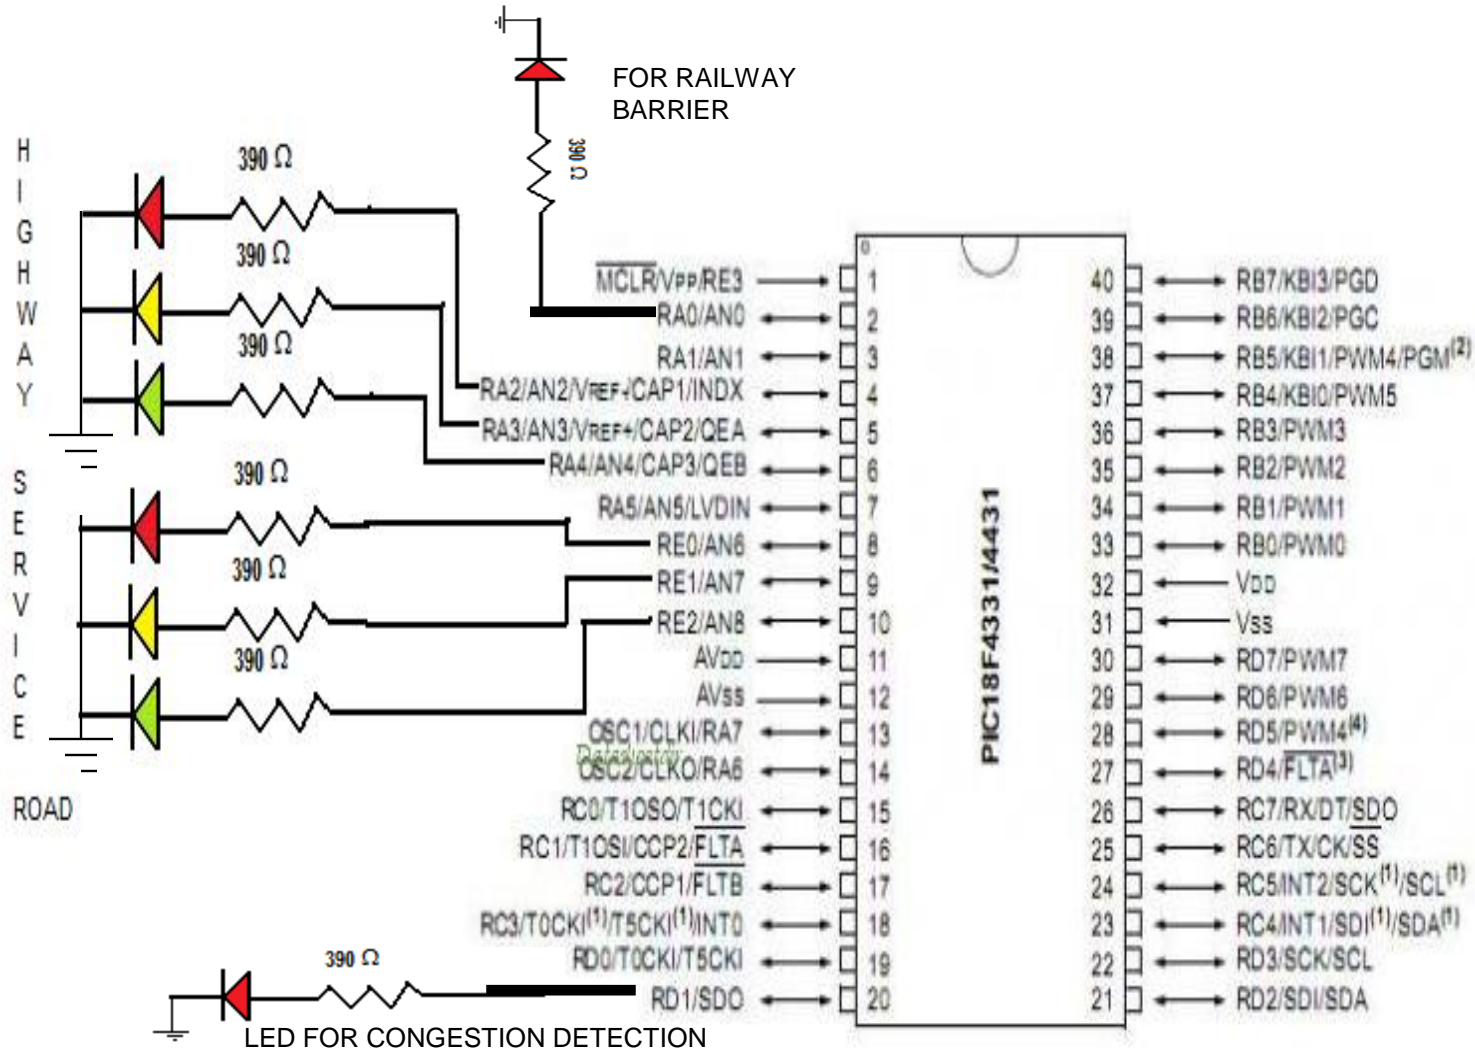 FOR RAILWAY
BARRIER
390 Ω
HIGHWAY
390 Ω
390 Ω
390 Ω
SERVICE
ROAD
390 Ω
390 Ω
390 Ω
390 Ω
LED FOR CONGESTION DETECTION
MCLR/VPP/RE3
RA0/AN0
RA1/AN1
RA2/AN2/VREF-/CAP1/INDX
RA3/AN3/VREF+/CAP2/QEA
RA4/AN4/CAP3/QEB
RA5/AN5/LVDIN
RE0/AN6
RE1/AN7
RE2/AN8
AVDD
AVSS
OSC1/CLKI/RA7
OSC2/CLKO/RA6
RC0/T1OSO/T1CKI
RC1/T1OSI/CCP2/FLTA
RC2/CCP1/FLTB
RC3/T0CKI(1)/T5CKI(1)/INT0
RD0/T0CKI/T5CKI
RD1/SDO
1
2
3
4
5
6
7
8
9
10
11
12
13
14
15
16
17
18
19
20
PIC18F4331/4431
40
39
38
37
36
35
34
33
32
31
30
29
28
27
26
25
24
23
22
21
RB7/KBI3/PGD
RB6/KBI2/PGC
RB5/KBI1/PWM4/PGM(2)
RB4/KBI0/PWM5
RB3/PWM3
RB2/PWM2
RB1/PWM1
RB0/PWM0
VDD
VSS
RD7/PWM7
RD6/PWM6
RD5/PWM4(4)
RD4/FLTA(3)
RC7/RX/DT/SDO
RC6/TX/CK/SS
RC5/INT2/SCK(1)/SCL(1)
RC4/INT1/SDI(1)/SDA(1)
RD3/SCK/SCL
RD2/SDI/SDA